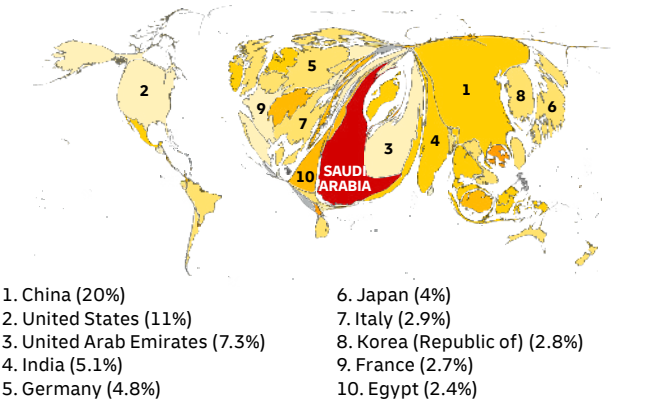 5
1
2
8
6
9
7
4
3
SAUDI
ARABIA
10
1. China (20%)
2. United States (11%)
3. United Arab Emirates (7.3%)
4. India (5.1%)
5. Germany (4.8%)
6. Japan (4%)
7. Italy (2.9%)
8. Korea (Republic of) (2.8%)
9. France (2.7%)
10. Egypt (2.4%)